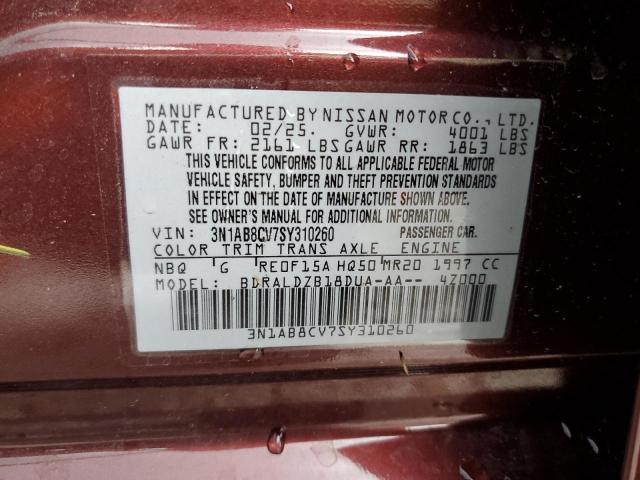 MANUFACTURED BY NISSAN MOTOR CO., LTD.
DATE: 02/25. GVWR: 4001 LBS
GAWR FR: 2161 LBS GAWR RR: 1863 LBS
THIS VEHICLE CONFORMS TO ALL APPLICABLE FEDERAL MOTOR
VEHICLE SAFETY, BUMPER AND THEFT PREVENTION STANDARDS
IN EFFECT ON THE DATE OF MANUFACTURE SHOWN ABOVE.
SEE OWNER'S MANUAL FOR ADDITIONAL INFORMATION.
VIN: 3N1AB8CV7SY310260 PASSENGER CAR.
COLOR TRIM TRANS AXLE ENGINE
NBQ G RE0F15A HQ50 MR20 1997 CC
MODEL: BDRALDZB18DUA-AA-- 4Z000
3N1AB8CV7SY310260